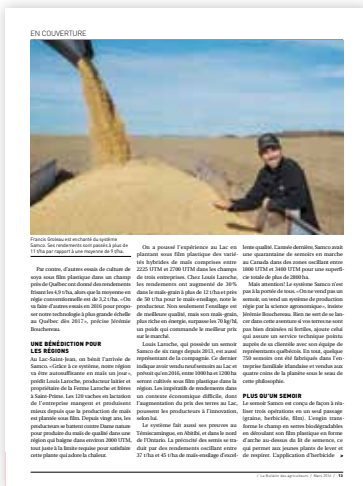 EN COUVERTURE
Francis Groleau est enchanté du système
Samco. Ses rendements sont passés à plus de
11 t/ha par rapport à une moyenne de 9 t/ha.
Par contre, d'autres essais de culture de
soya sous film plastique dans un champ
près de Québec ont donné des rendements
frisant les 4,9 t/ha, alors que la moyenne en
régie conventionnelle est de 3,2 t/ha. «On
va faire d'autres essais en 2016 pour propo-
ser notre technologie à plus grande échelle
au Québec dès 2017», précise Jérémie
Bouchereau.
UNE BÉNÉDICTION POUR
LES RÉGIONS
Au Lac-Saint-Jean, on bénit l'arrivée de
Samco. «Grâce à ce système, notre région
va être autosuffisante en maïs un jour»,
prédit Louis Laroche, producteur laitier et
propriétaire de la Ferme Laroche et frères
à Saint-Prime. Les 120 vaches en lactation
de l'entreprise mangent et produisent
mieux depuis que la production de maïs
est plantée sous film. Depuis vingt ans, les
producteurs se battent contre Dame nature
pour produire du maïs de qualité dans une
région qui baigne dans environ 2000 UTM,
tout juste à la limite requise pour satisfaire
cette plante qui adore la chaleur.
On a poussé l'expérience au Lac en
plantant sous film plastique des varié-
tés hybrides de maïs comprises entre
2225 UTM et 2700 UTM dans les champs
de trois entreprises. Chez Louis Laroche,
les rendements ont augmenté de 30%
dans le maïs-grain à plus de 12 t/ha et près
de 50 t/ha pour le maïs-ensilage, note le
producteur. Non seulement l'ensilage est
de meilleure qualité, mais son maïs-grain,
plus riche en énergie, surpasse les 70 kg/hl,
un poids qui commande le meilleur prix
sur le marché.
Louis Laroche, qui possède un semoir
Samco de six rangs depuis 2013, est aussi
représentant de la compagnie. Ce dernier
indique avoir vendu neuf semoirs au Lac et
prévoit qu'en 2016, entre 1000 ha et 1200 ha
seront cultivés sous film plastique dans la
région. Les impératifs de rendements dans
un contexte économique difficile, dont
l'augmentation du prix des terres au Lac,
poussent les producteurs à l'innovation,
selon lui.
Le système fait aussi ses preuves au
Témiscamingue, en Abitibi, et dans le nord
de l'Ontario. La précocité des semis se tra-
duit par des rendements oscillant entre
37 t/ha et 45 t/ha de maïs-ensilage d'excel-
lente qualité. L'année dernière, Samco avait
une quarantaine de semoirs en marche
au Canada dans des zones oscillant entre
1800 UTM et 3400 UTM pour une superfi-
cie totale de plus de 2800 ha.
Mais attention! Le système Samco n'est
pas à la portée de tous. «On ne vend pas un
semoir, on vend un système de production
régie par la science agronomique», insiste
Jérémie Bouchereau. Rien ne sert de se lan-
cer dans cette aventure si vos terres ne sont
pas bien drainées ni fertiles, ajoute celui
qui assure un service technique pointu
auprès de sa clientèle avec son équipe de
représentants québécois. En tout, quelque
750 semoirs ont été fabriqués dans l'en-
treprise familiale irlandaise et vendus aux
quatre coins de la planète sous le sceau de
cette philosophie.
PLUS QU'UN SEMOIR
Le semoir Samco est conçu de façon à réa-
liser trois opérations en un seul passage
(graine, herbicide, film). L'engin trans-
forme le champ en serres biodégradables
en déroulant son film plastique en forme
d'arche au-dessus du lit de semence, ce
qui permet aux jeunes plants de lever et
de respirer. L'application d'herbicide ►
/ Le Bulletin des agriculteurs / Mars 2016 / 13